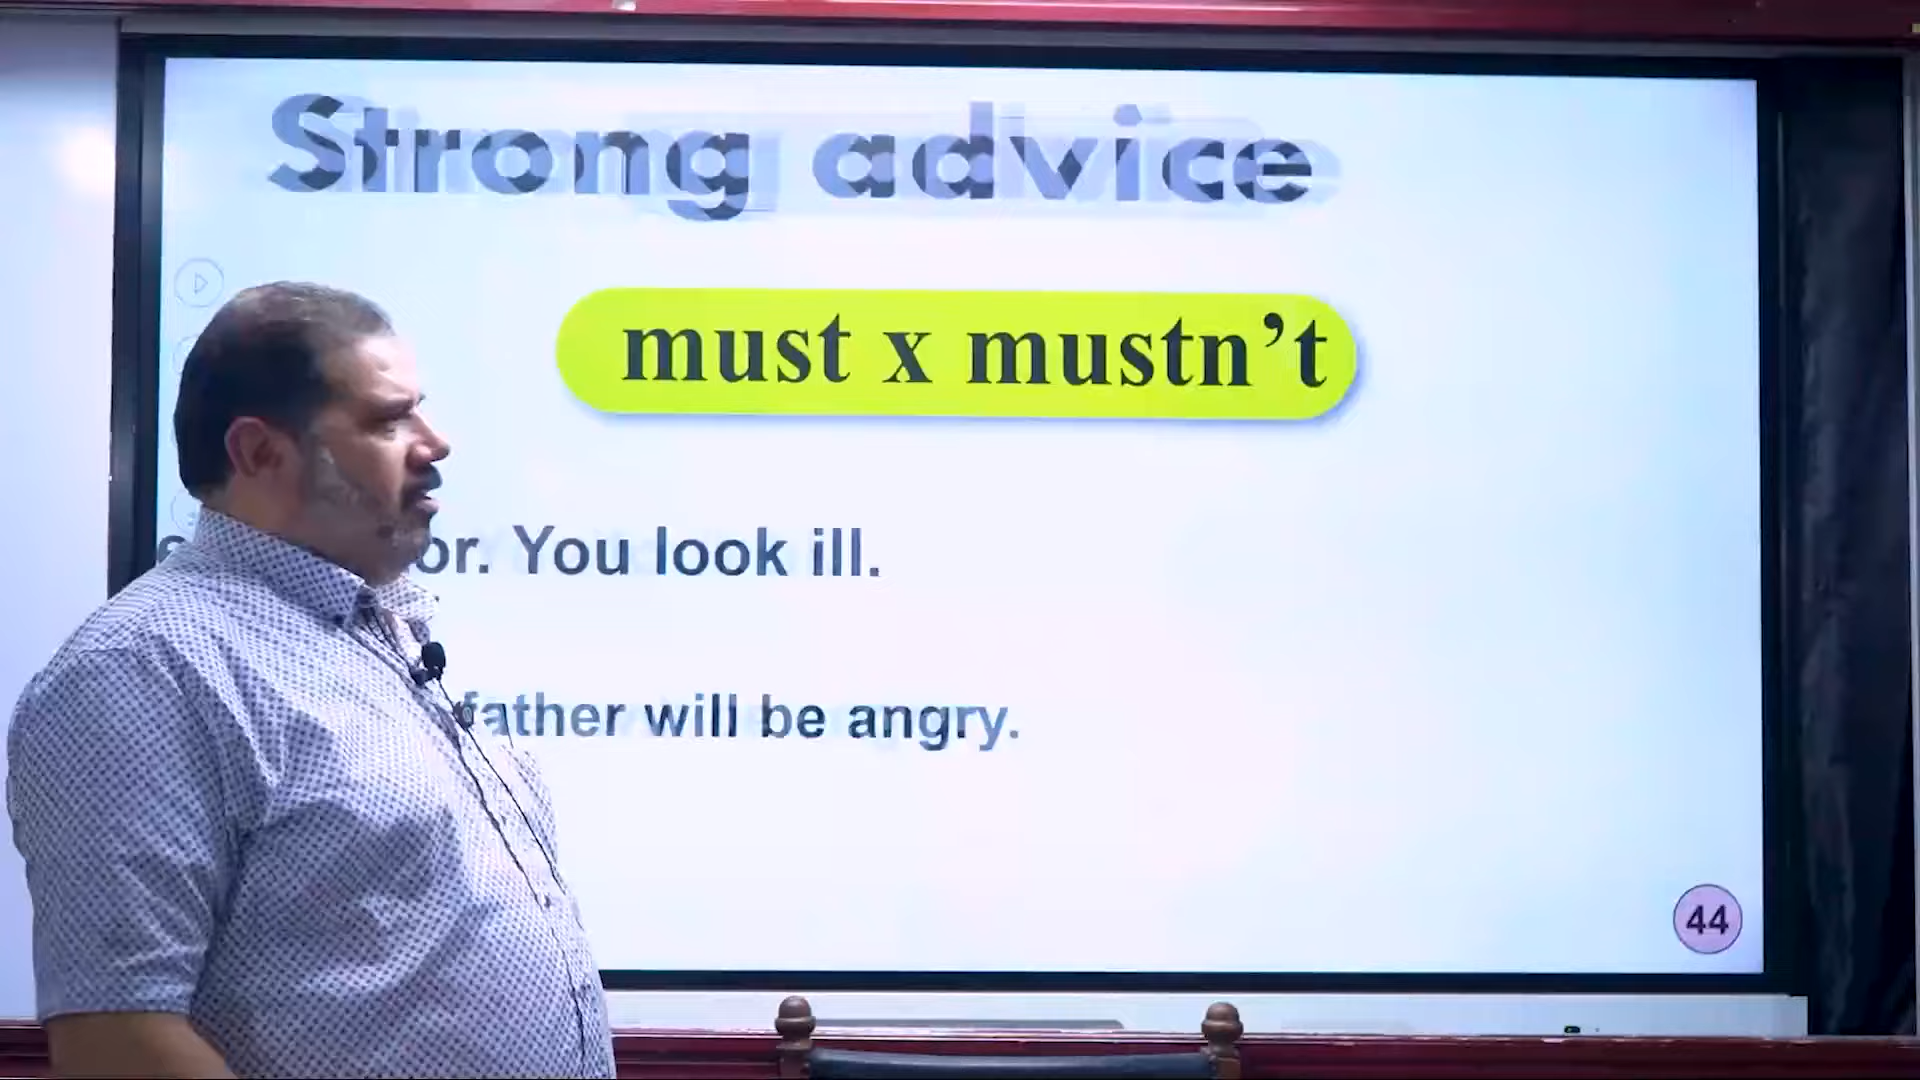 Strong advice
must x mustn’t
or. You look ill.
father will be angry.
44